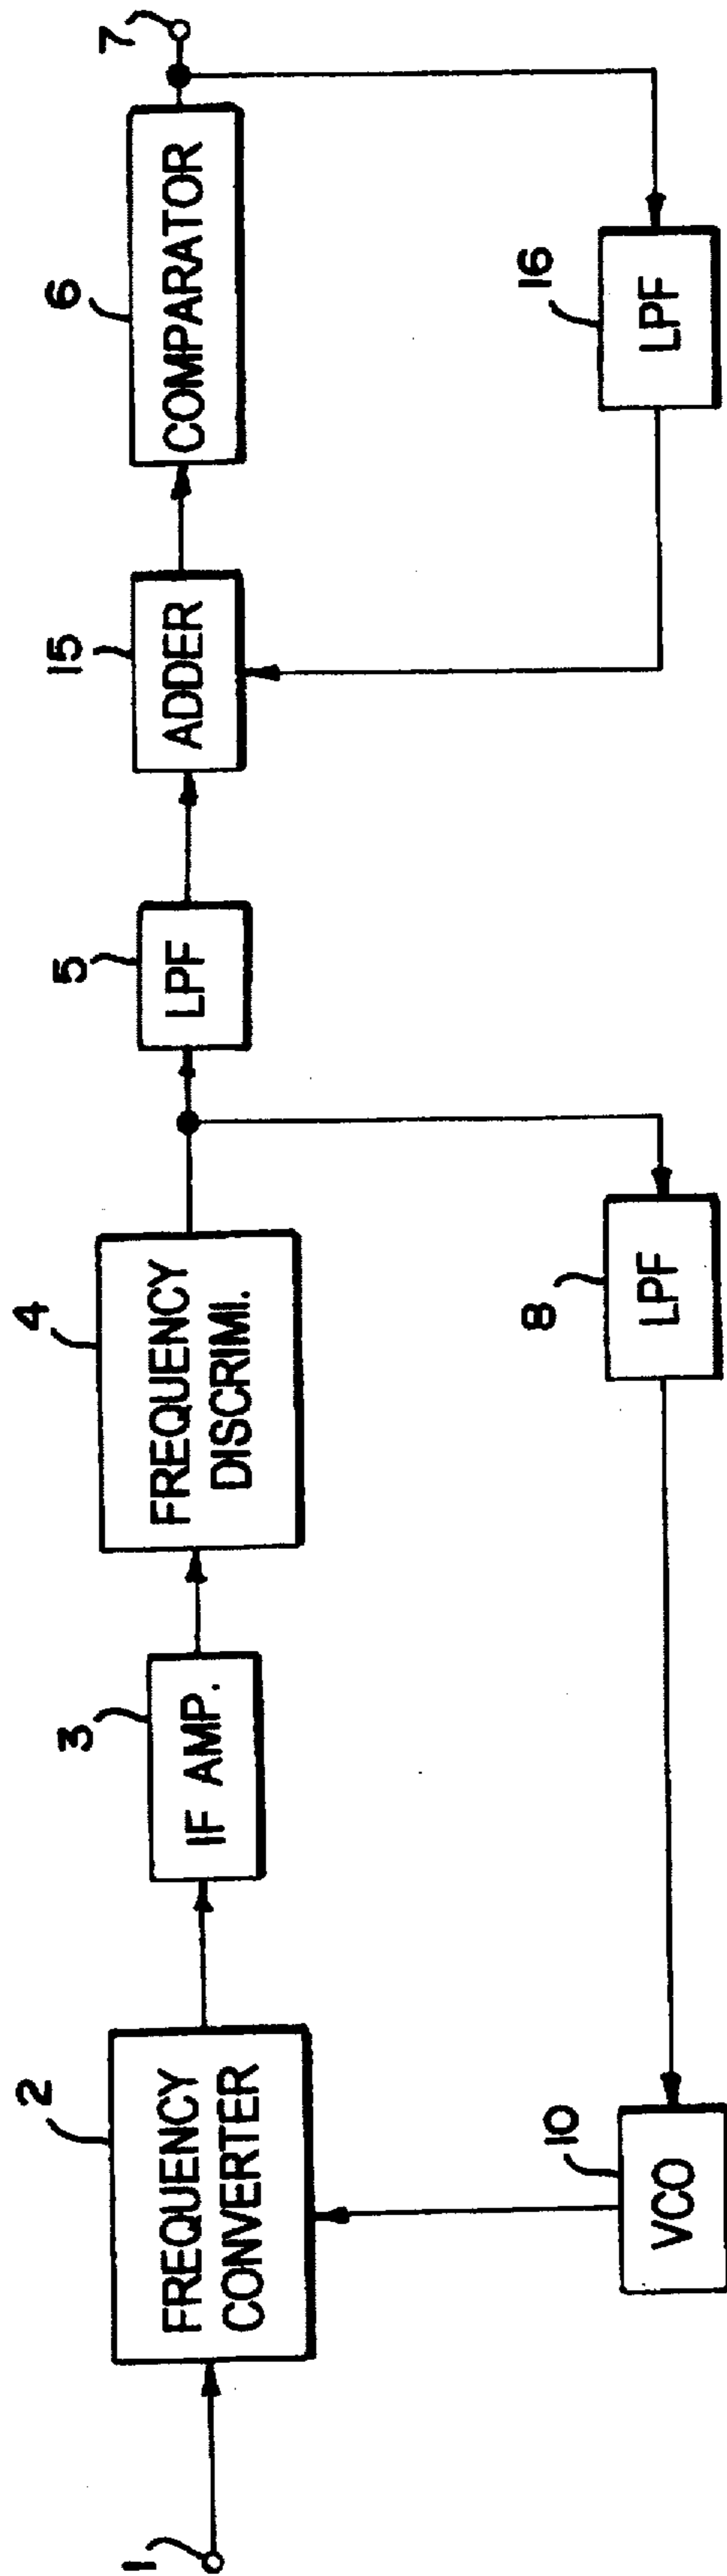 1
2
FREQUENCY
CONVERTER
3
IF AMP.
4
FREQUENCY
DISCRIMI.
5
LPF
15
ADDER
6
COMPARATOR
7
10
VCO
8
LPF
16
LPF